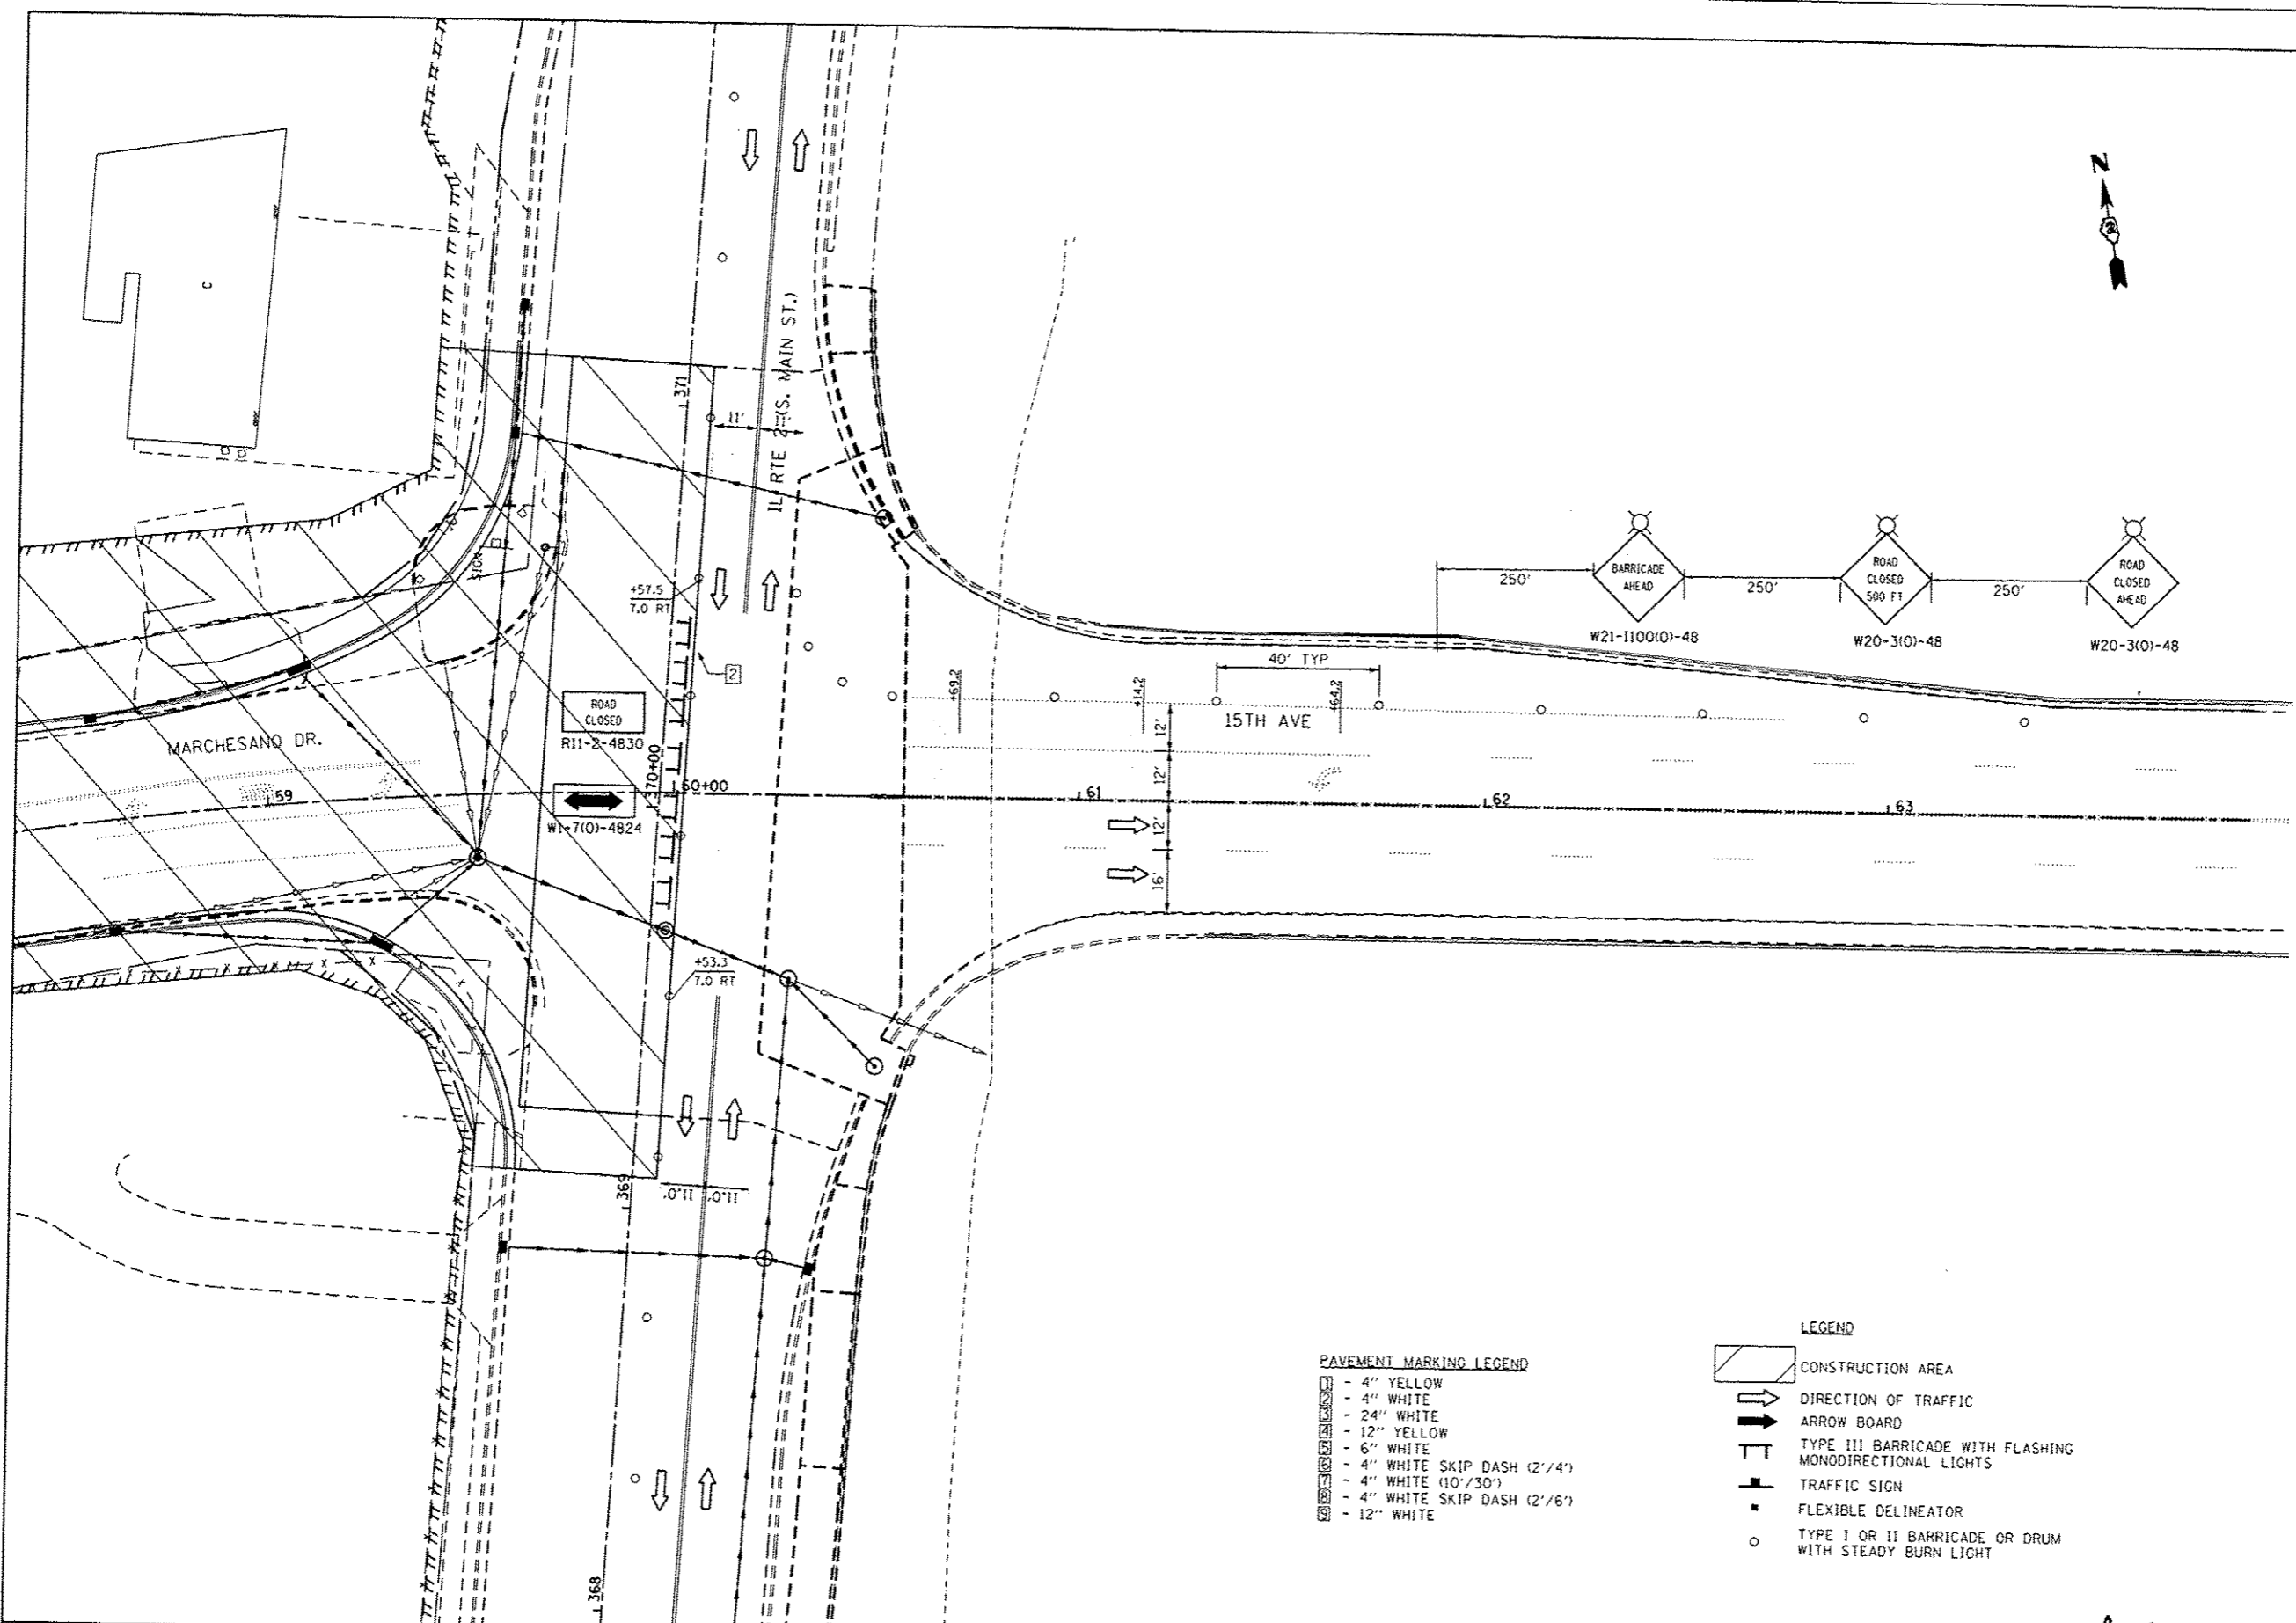 N
C
371
11'
IL RTE 2 (S. MAIN ST.)
SIGN
+57.5
7.0 RT
2
ROAD
CLOSED
R11-2-4830
MARCHESANO DR.
59
370+00
60+00
W1-7(O)-4824
+53.3
7.0 RT
369
11.0'
11.0'
368
+69.2
+14.2
+64.2
40' TYP
15TH AVE
12'
12'
12'
16'
61
62
63
250'
BARRICADE
AHEAD
W21-1100(O)-48
250'
ROAD
CLOSED
500 FT
W20-3(O)-48
250'
ROAD
CLOSED
AHEAD
W20-3(O)-48
PAVEMENT MARKING LEGEND
1 - 4" YELLOW
2 - 4" WHITE
3 - 24" WHITE
4 - 12" YELLOW
5 - 6" WHITE
6 - 4" WHITE SKIP DASH (2'/4')
7 - 4" WHITE (10'/30')
8 - 4" WHITE SKIP DASH (2'/6')
9 - 12" WHITE
LEGEND
CONSTRUCTION AREA
DIRECTION OF TRAFFIC
ARROW BOARD
TYPE III BARRICADE WITH FLASHING
MONODIRECTIONAL LIGHTS
TRAFFIC SIGN
FLEXIBLE DELINEATOR
TYPE I OR II BARRICADE OR DRUM
WITH STEADY BURN LIGHT